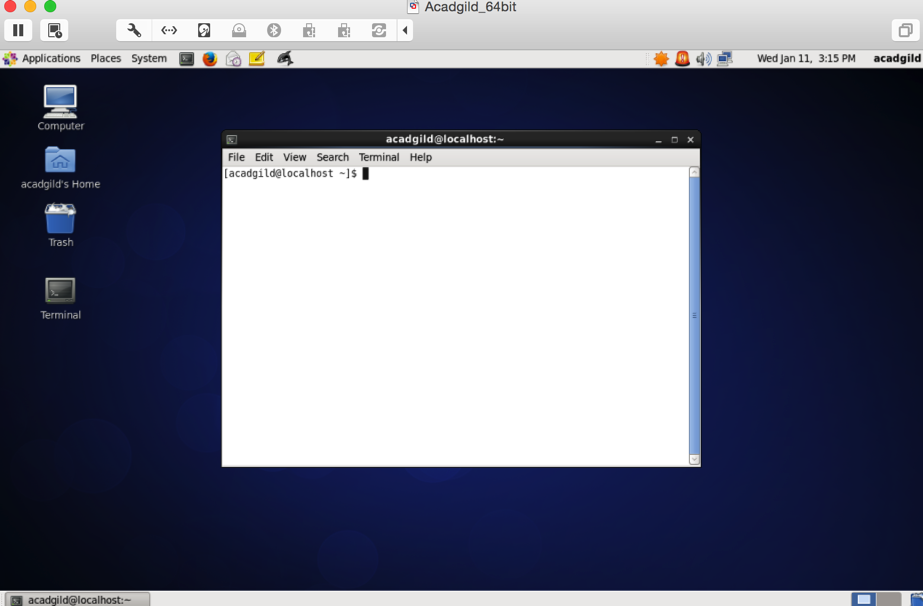 Acadgild_64bit
Applications Places System Wed Jan 11, 3:15 PM acadgild
Computer
acadgild's Home
Trash
Terminal
acadgild@localhost:~
File Edit View Search Terminal Help
[acadgild@localhost ~]$
acadgild@localhost:~